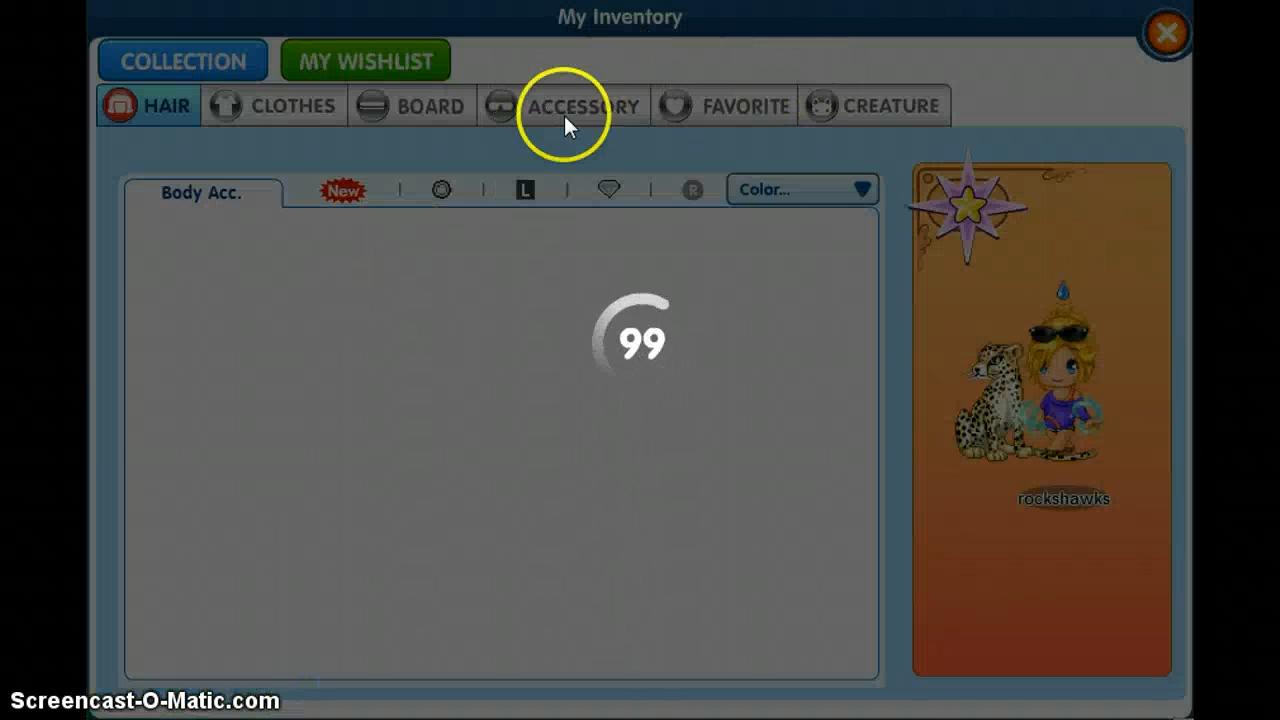 My Inventory
COLLECTION MY WISHLIST
HAIR CLOTHES BOARD ACCESSORY FAVORITE CREATURE
Body Acc. New L R Color...
99
rockshawks
Screencast-O-Matic.com